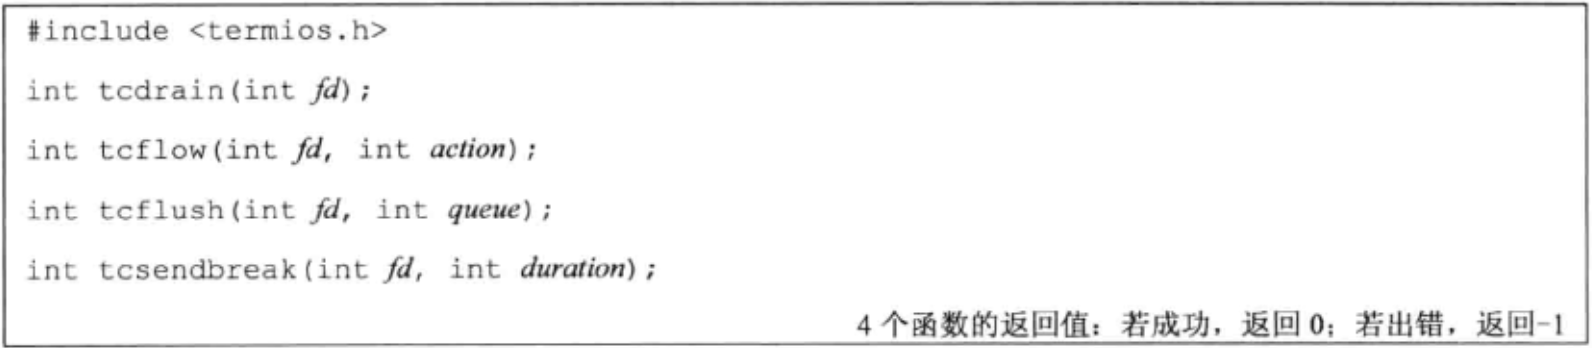 #include <termios.h>
int tcdrain(int fd);
int tcflow(int fd, int action);
int tcflush(int fd, int queue);
int tcsendbreak(int fd, int duration);
4 个函数的返回值：若成功，返回 0；若出错，返回-1